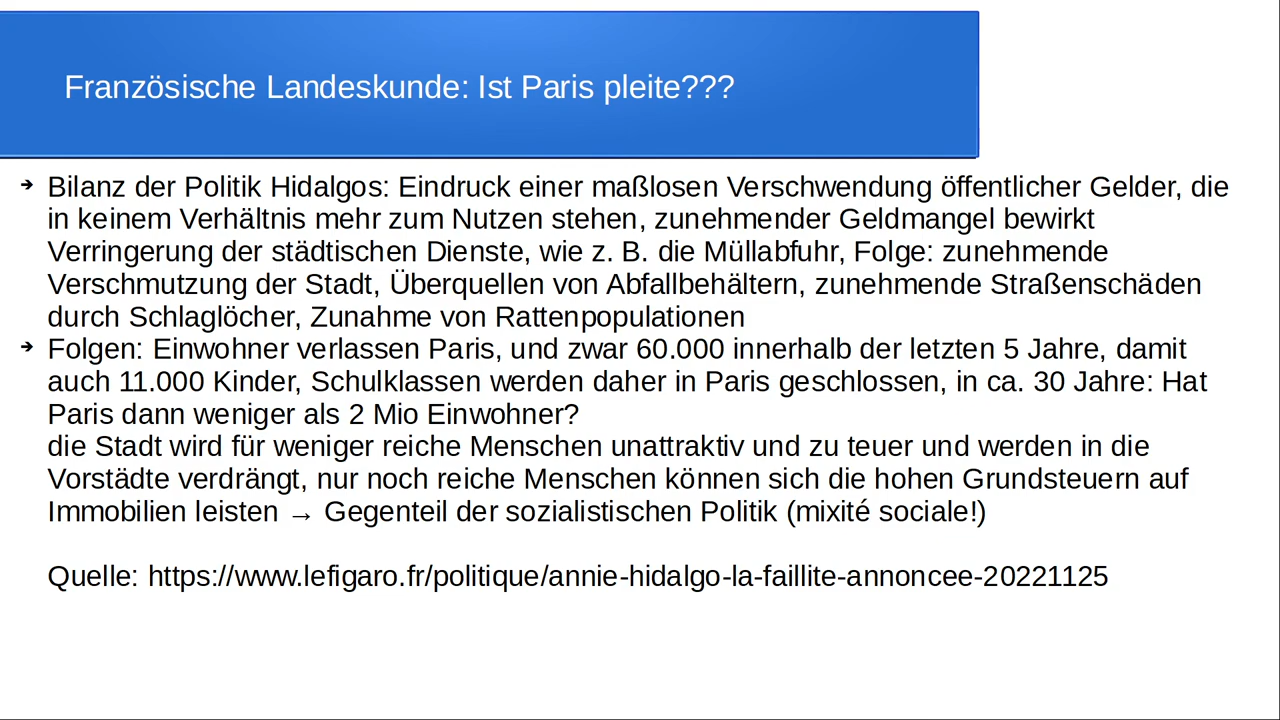 Französische Landeskunde: Ist Paris pleite???
➔ Bilanz der Politik Hidalgos: Eindruck einer maßlosen Verschwendung öffentlicher Gelder, die
in keinem Verhältnis mehr zum Nutzen stehen, zunehmender Geldmangel bewirkt
Verringerung der städtischen Dienste, wie z. B. die Müllabfuhr, Folge: zunehmende
Verschmutzung der Stadt, Überquellen von Abfallbehältern, zunehmende Straßenschäden
durch Schlaglöcher, Zunahme von Rattenpopulationen
➔ Folgen: Einwohner verlassen Paris, und zwar 60.000 innerhalb der letzten 5 Jahre, damit
auch 11.000 Kinder, Schulklassen werden daher in Paris geschlossen, in ca. 30 Jahre: Hat
Paris dann weniger als 2 Mio Einwohner?
die Stadt wird für weniger reiche Menschen unattraktiv und zu teuer und werden in die
Vorstädte verdrängt, nur noch reiche Menschen können sich die hohen Grundsteuern auf
Immobilien leisten → Gegenteil der sozialistischen Politik (mixité sociale!)
Quelle: https://www.lefigaro.fr/politique/annie-hidalgo-la-faillite-annoncee-20221125